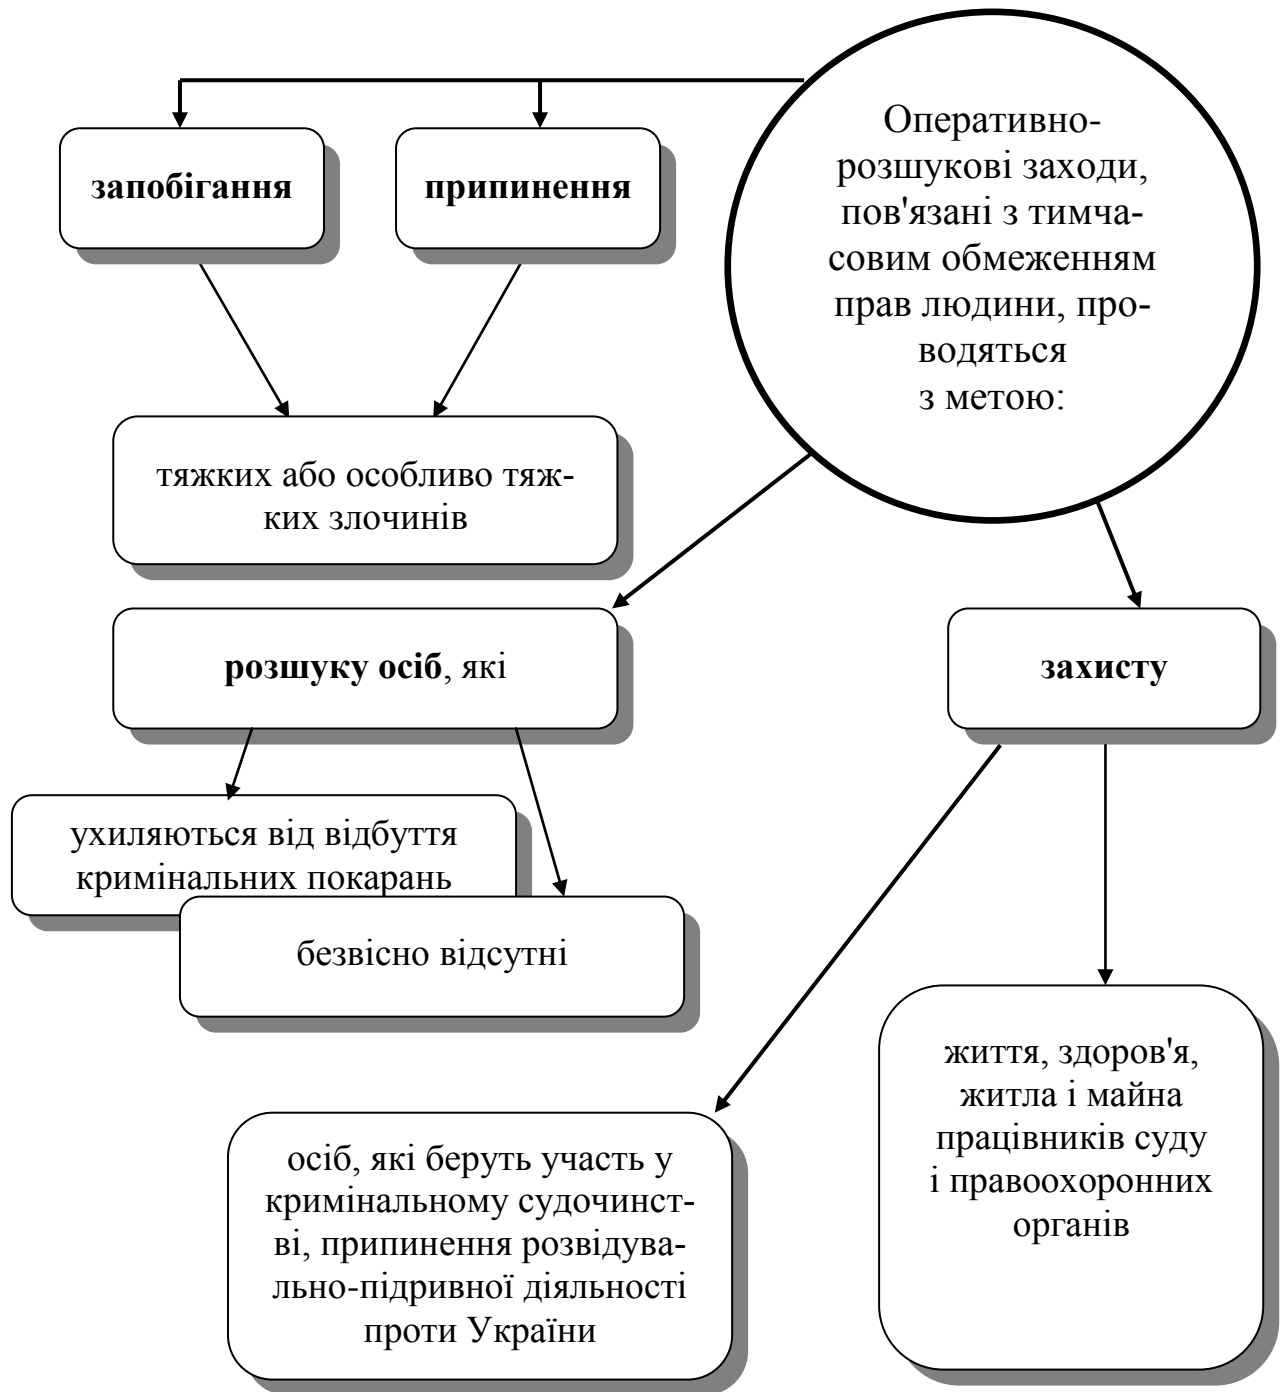 Оперативно-
розшукові заходи,
пов'язані з тимча-
совим обмеженням
прав людини, про-
водяться
з метою:
запобігання
припинення
тяжких або особливо тяж-
ких злочинів
розшуку осіб, які
захисту
ухиляються від відбуття
кримінальних покарань
безвісно відсутні
життя, здоров'я,
житла і майна
працівників суду
і правоохоронних
органів
осіб, які беруть участь у
кримінальному судочинст-
ві, припинення розвідува-
льно-підривної діяльності
проти України